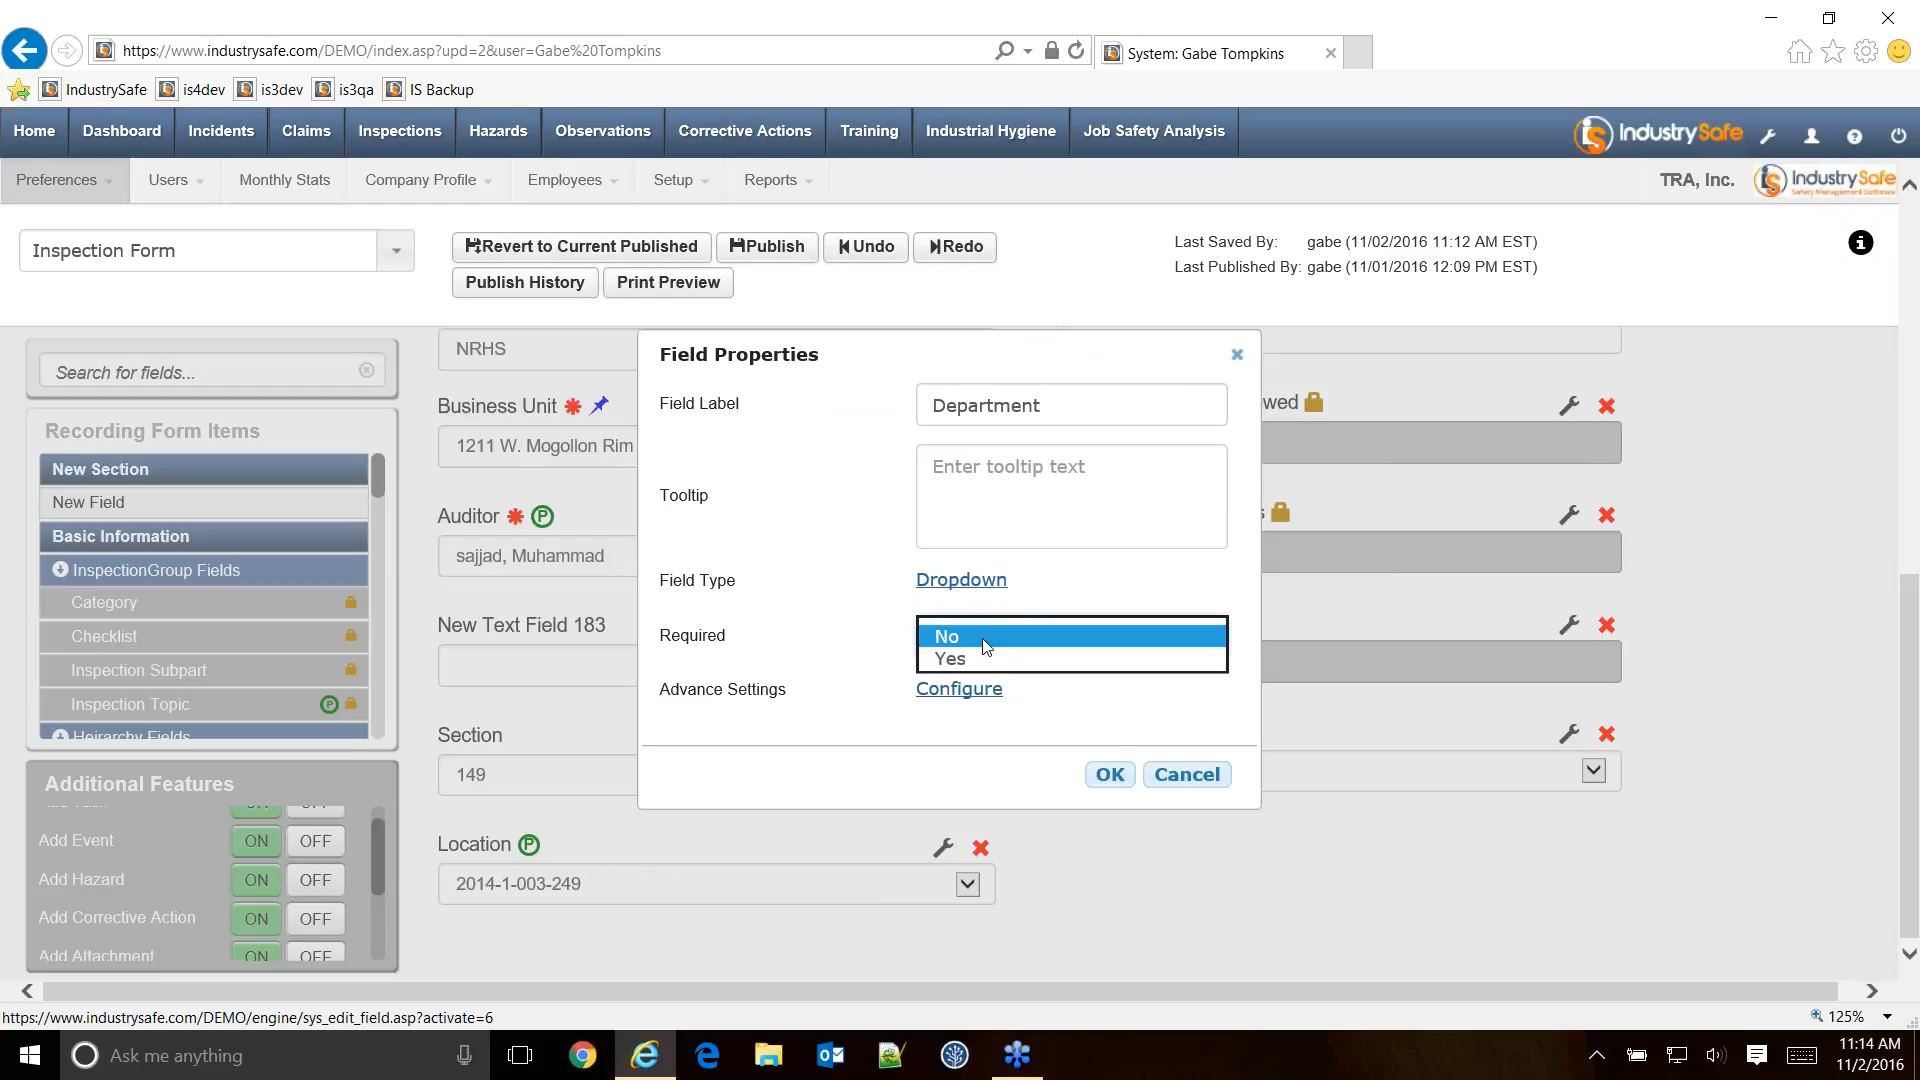 https://www.industrysafe.com/DEMO/index.asp?upd=2&user=Gabe%20Tompkins
System: Gabe Tompkins
IndustrySafe is4dev is3dev is3qa IS Backup
Home Dashboard Incidents Claims Inspections Hazards Observations Corrective Actions Training Industrial Hygiene Job Safety Analysis
IndustrySafe
Preferences Users Monthly Stats Company Profile Employees Setup Reports
TRA, Inc. IndustrySafe
Safety Management Software
Inspection Form
Revert to Current Published Publish Undo Redo
Publish History Print Preview
Last Saved By: gabe (11/02/2016 11:12 AM EST)
Last Published By: gabe (11/01/2016 12:09 PM EST)
Search for fields...
Recording Form Items
New Section
New Field
Basic Information
InspectionGroup Fields
Category
Checklist
Inspection Subpart
Inspection Topic P
Heirarchy Fields
Additional Features
ON OFF
Add Event ON OFF
Add Hazard ON OFF
Add Corrective Action ON OFF
Add Attachment ON OFF
NRHS
Business Unit
1211 W. Mogollon Rim
Auditor P
sajjad, Muhammad
New Text Field 183
Section
149
Location P
2014-1-003-249
wed
s
Field Properties
Field Label Department
Tooltip Enter tooltip text
Field Type Dropdown
Required No
Yes
Advance Settings Configure
OK Cancel
https://www.industrysafe.com/DEMO/engine/sys_edit_field.asp?activate=6
125%
Ask me anything
11:14 AM
11/2/2016